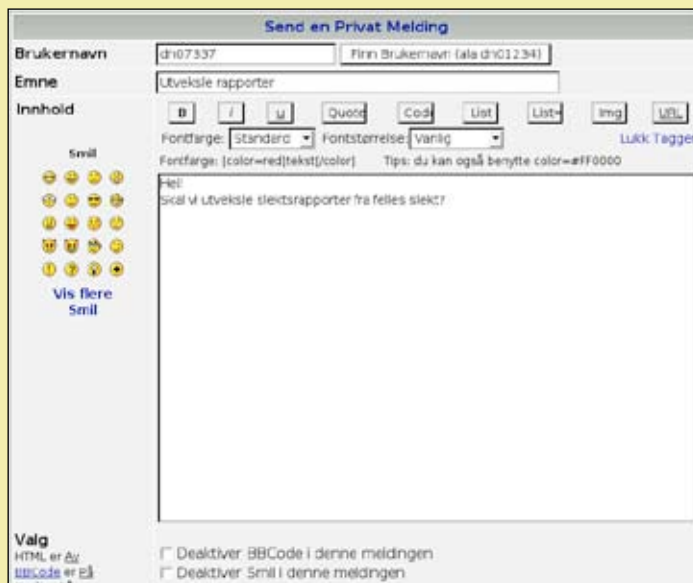 Send en Privat Melding
Brukernavn dn07337 Finn Brukernavn (ala dn01234)
Emne Utveksle rapporter
Innhold B i u Quote Code List List= Img URL
Fontfarge: Standard Fontstørrelse: Vanlig Lukk Tagger
Smil
Fontfarge: [color=red]tekst[/color] Tips: du kan også benytte color=#FF0000
Hei!
Skal vi utveksle slektsrapporter fra felles slekt?
Vis flere
Smil
Valg
HTML er Av
BBCode er På
Deaktiver BBCode i denne meldingen
Deaktiver Smil i denne meldingen